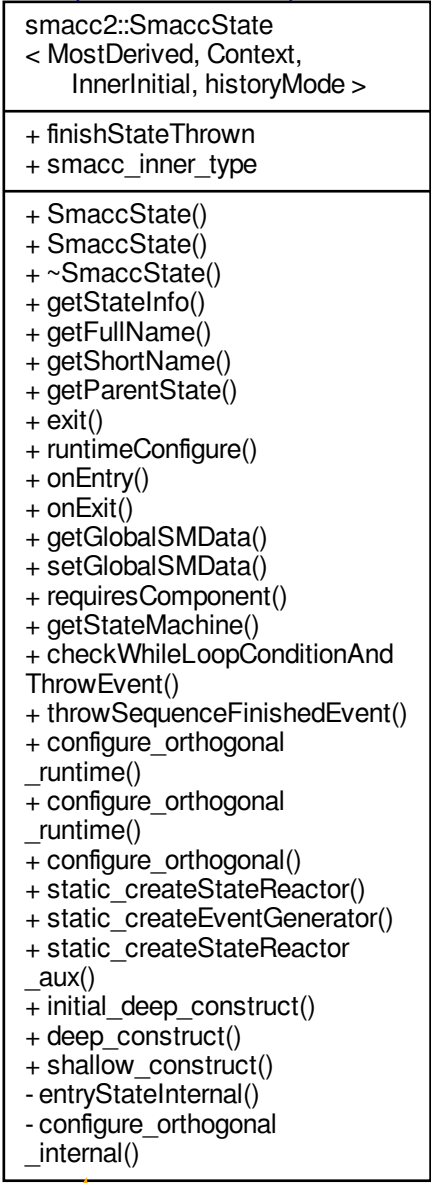 smacc2::SmaccState
< MostDerived, Context,
InnerInitial, historyMode >
+ finishStateThrown
+ smacc_inner_type
+ SmaccState()
+ SmaccState()
+ ~SmaccState()
+ getStateInfo()
+ getFullName()
+ getShortName()
+ getParentState()
+ exit()
+ runtimeConfigure()
+ onEntry()
+ onExit()
+ getGlobalSMData()
+ setGlobalSMData()
+ requiresComponent()
+ getStateMachine()
+ checkWhileLoopConditionAnd
ThrowEvent()
+ throwSequenceFinishedEvent()
+ configure_orthogonal
_runtime()
+ configure_orthogonal
_runtime()
+ configure_orthogonal()
+ static_createStateReactor()
+ static_createEventGenerator()
+ static_createStateReactor
_aux()
+ initial_deep_construct()
+ deep_construct()
+ shallow_construct()
- entryStateInternal()
- configure_orthogonal
_internal()